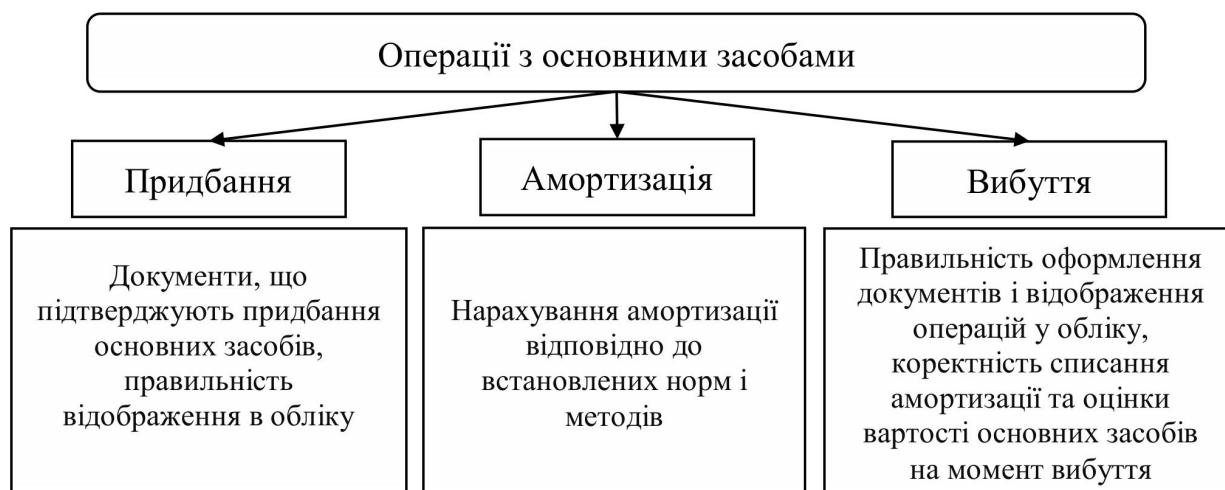 Операції з основними засобами
Придбання
Амортизація
Вибуття
Документи, що
підтверджують придбання
основних засобів,
правильність
відображення в обліку
Нарахування амортизації
відповідно до
встановлених норм і
методів
Правильність оформлення
документів і відображення
операцій у обліку,
коректність списання
амортизації та оцінки
вартості основних засобів
на момент вибуття